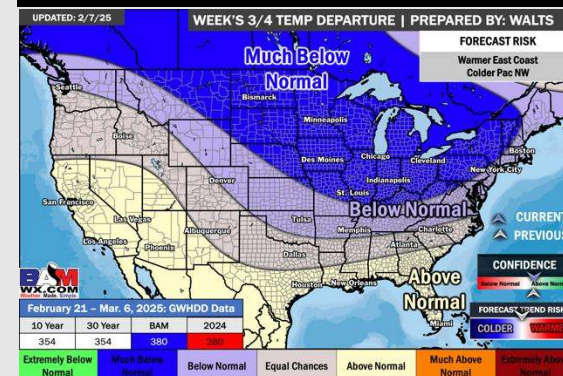 UPDATED: 2/7/25
WEEK'S 3/4 TEMP DEPARTURE | PREPARED BY: WALTS
FORECAST RISK
Warmer East Coast
Colder Pac NW
Much Below
Normal
Seattle
Bismarck
Minneapolis
Boise
Boston
Des Moines
Chicago
Cleveland
New York City
Denver
Indianapolis
St. Louis
San Francisco
Below Normal
Las Vegas
Tulsa
Memphis
Charlotte
Los Angeles
Albuquerque
Atlanta
Phoenix
Dallas
CURRENT
PREVIOUS
Houston
New Orleans
Above
Normal
Miami
CONFIDENCE
Below Normal
Above Norm
BAM
WX.COM
Weather Made Simple
February 21 – Mar. 6, 2025: GWHDD Data
10 Year
30 Year
BAM
2024
354
354
380
280
FORECAST TREND RISK
COLDER
WARMER
Extremely Below
Normal
Much Below
Normal
Below Normal
Equal Chances
Above Normal
Much Above
Normal
Extremely Above
Normal